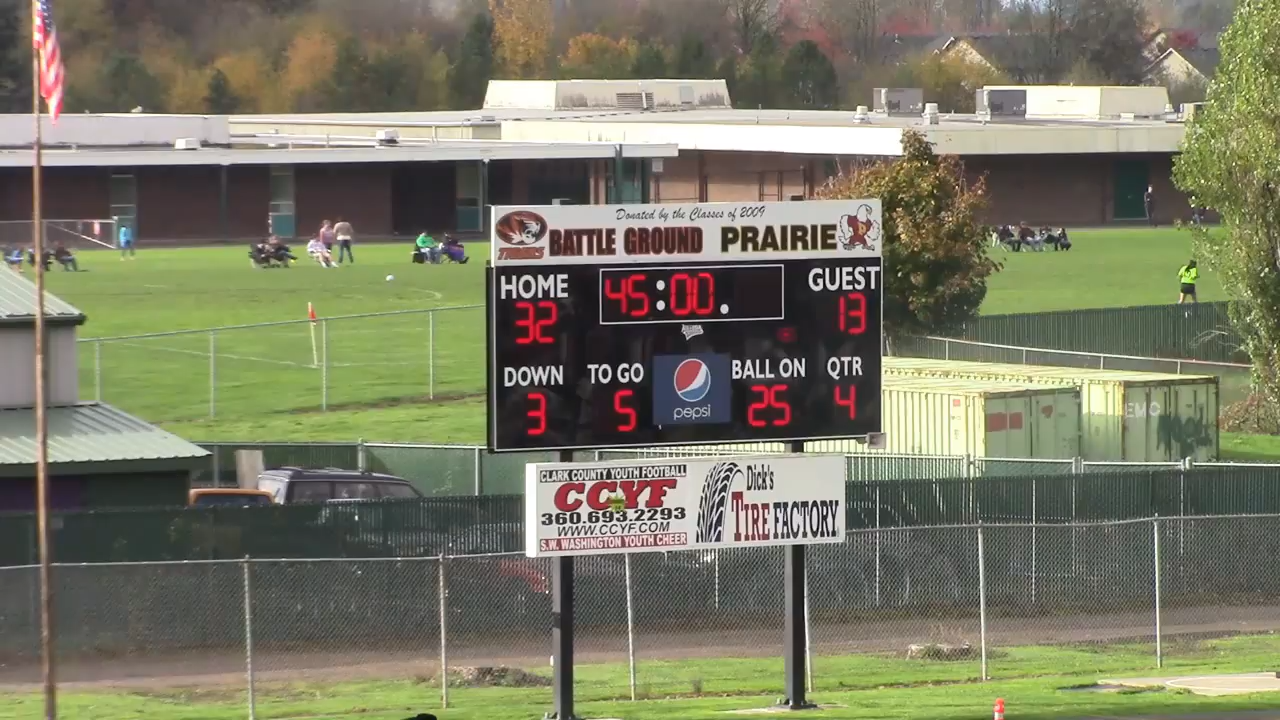 Donated by the Classes of 2009
TIGERS BATTLE GROUND PRAIRIE
HOME 45:00. GUEST
32 13
DOWN TO GO BALL ON QTR
3 5 25 4
pepsi
CLARK COUNTY YOUTH FOOTBALL
CCYF
360.693.2293
WWW.CCYF.COM
S.W. WASHINGTON YOUTH CHEER
Dick's
TIRE FACTORY